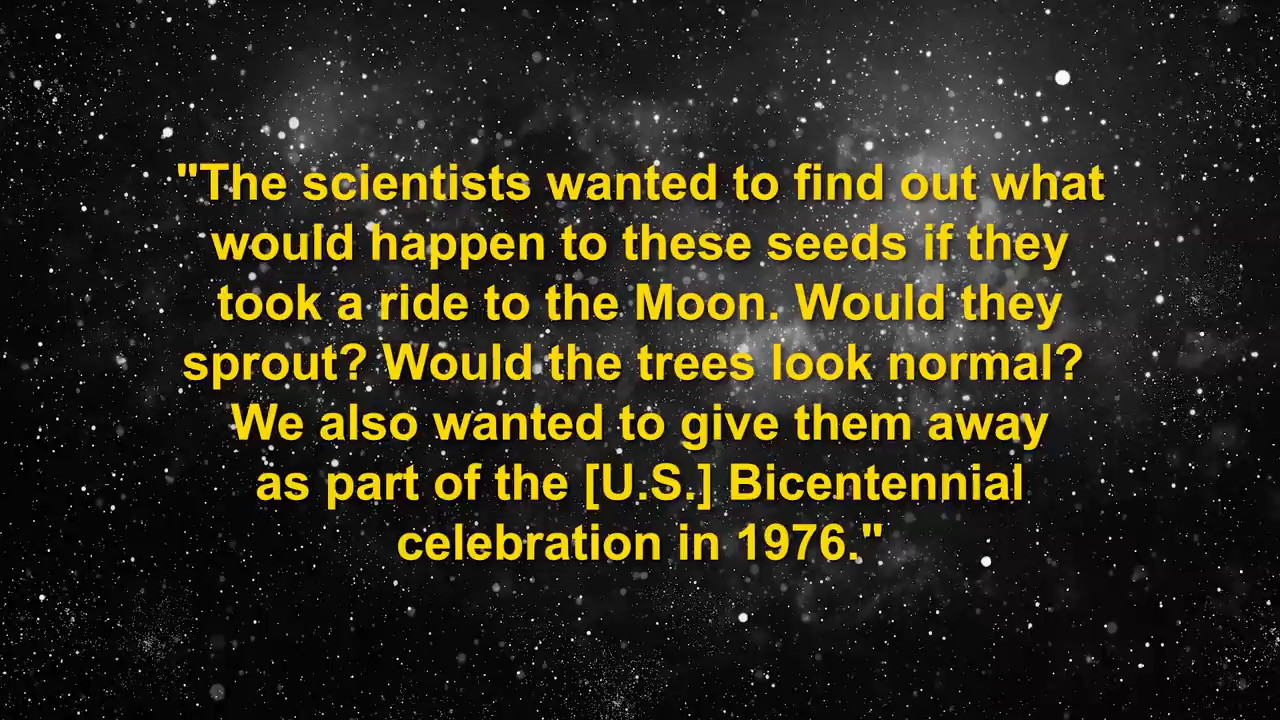 "The scientists wanted to find out what
would happen to these seeds if they
took a ride to the Moon. Would they
sprout? Would the trees look normal?
We also wanted to give them away
as part of the [U.S.] Bicentennial
celebration in 1976."